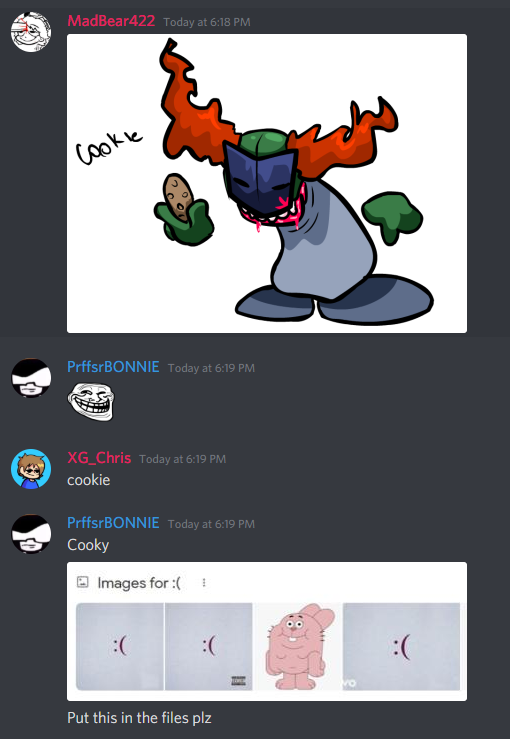 MadBear422 Today at 6:18 PM
cookie
PrffsrBONNIE Today at 6:19 PM
XG_Chris Today at 6:19 PM
cookie
PrffsrBONNIE Today at 6:19 PM
Cooky
Images for :(
:( :( :(
Put this in the files plz